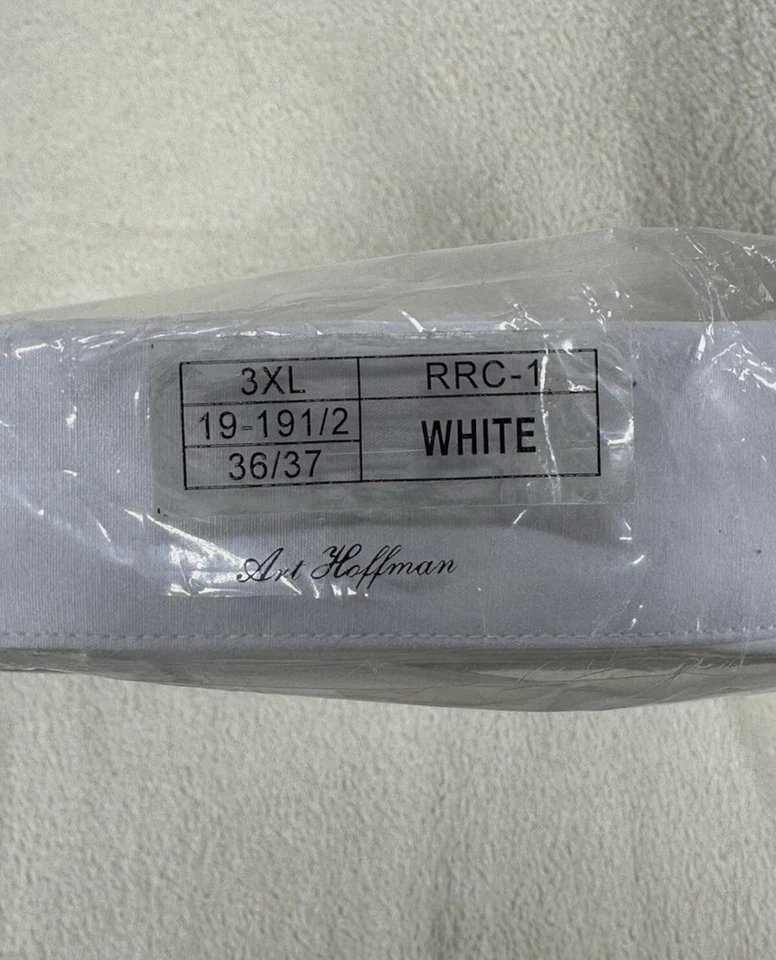 3XL RRC-1
19-191/2 WHITE
36/37
Art Hoffman